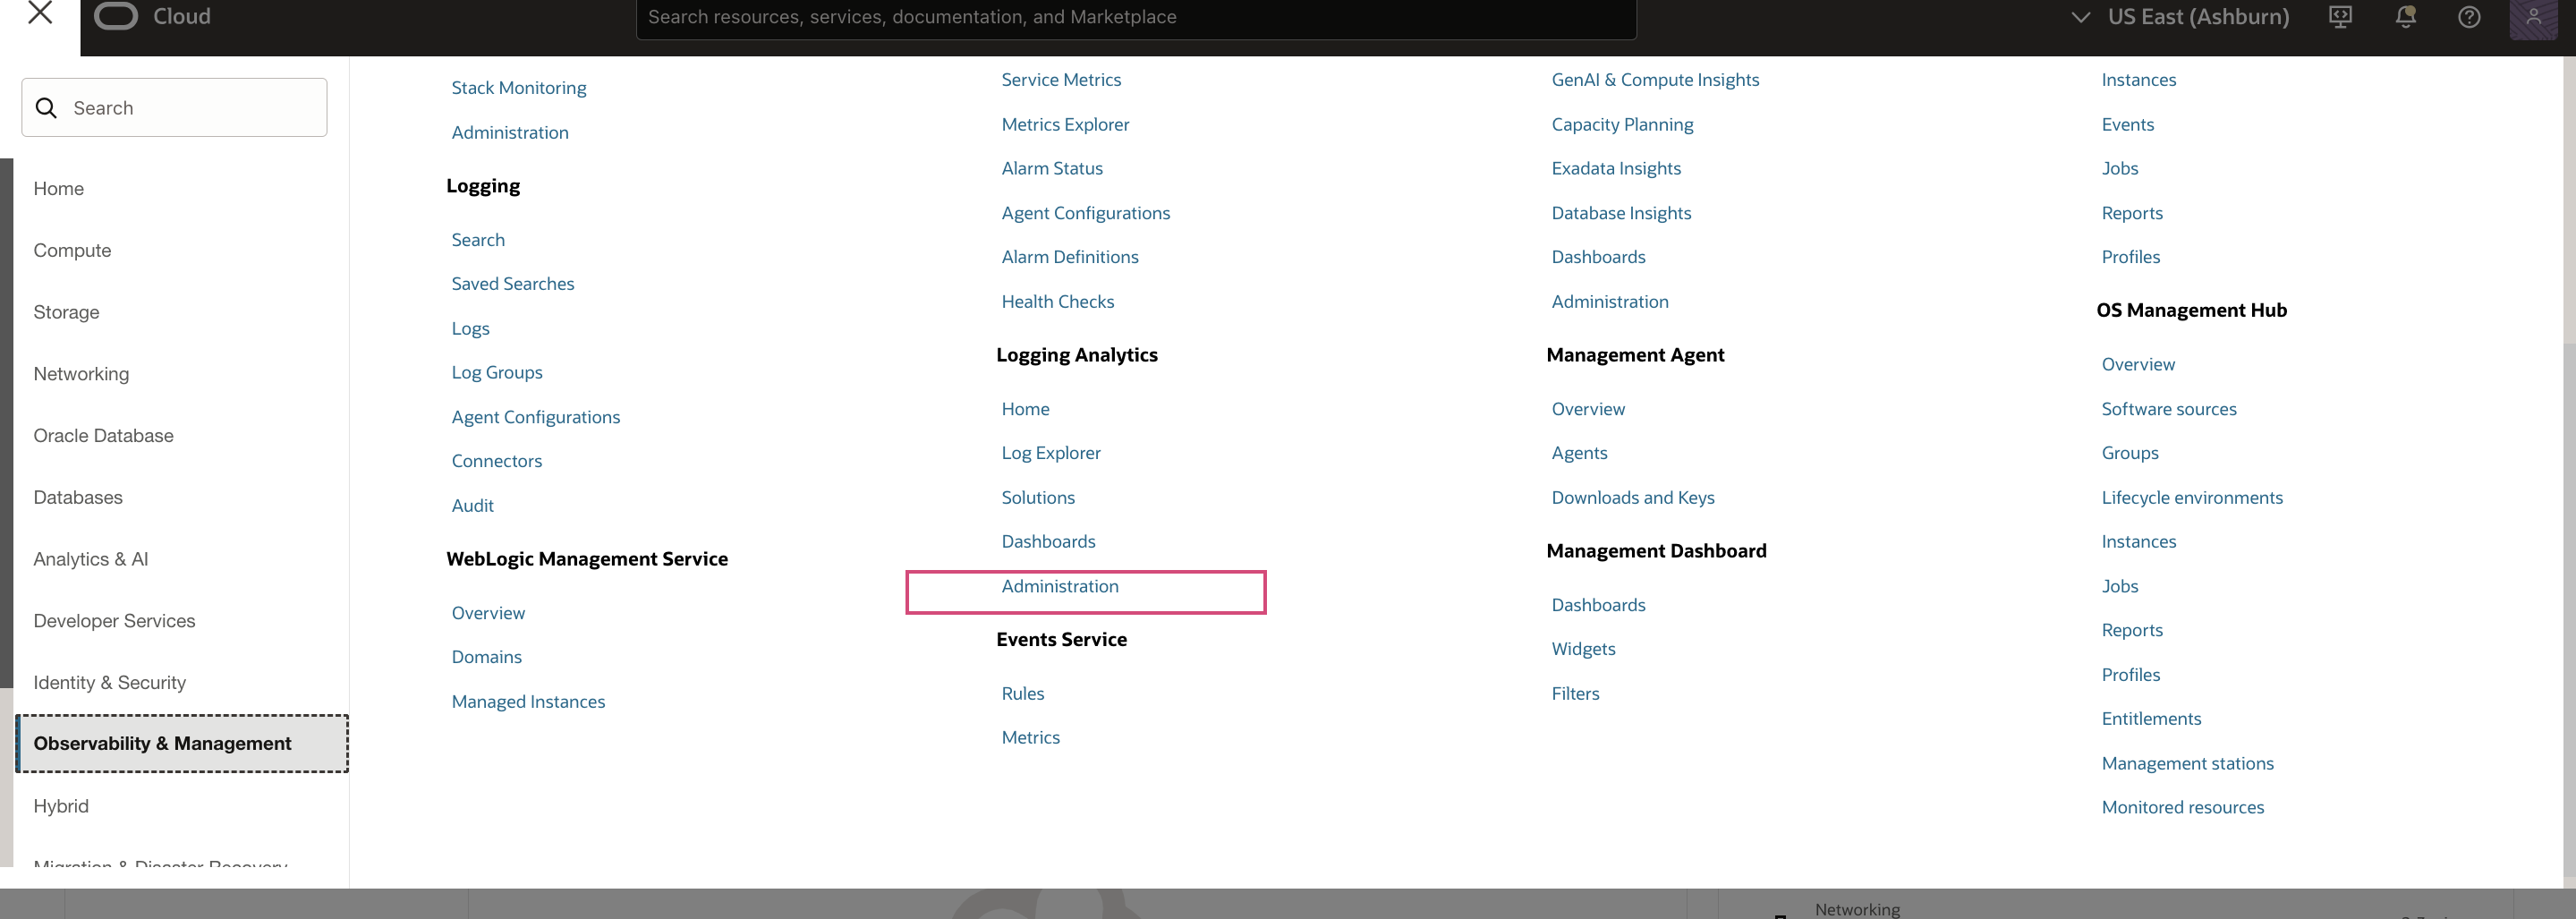 Cloud
Search resources, services, documentation, and Marketplace
US East (Ashburn)
Search
Home
Compute
Storage
Networking
Oracle Database
Databases
Analytics & AI
Developer Services
Identity & Security
Observability & Management
Hybrid
Migration & Disaster Recovery
Stack Monitoring
Administration
Logging
Search
Saved Searches
Logs
Log Groups
Agent Configurations
Connectors
Audit
WebLogic Management Service
Overview
Domains
Managed Instances
Service Metrics
Metrics Explorer
Alarm Status
Agent Configurations
Alarm Definitions
Health Checks
Logging Analytics
Home
Log Explorer
Solutions
Dashboards
Administration
Events Service
Rules
Metrics
GenAI & Compute Insights
Capacity Planning
Exadata Insights
Database Insights
Dashboards
Administration
Management Agent
Overview
Agents
Downloads and Keys
Management Dashboard
Dashboards
Widgets
Filters
Instances
Events
Jobs
Reports
Profiles
OS Management Hub
Overview
Software sources
Groups
Lifecycle environments
Instances
Jobs
Reports
Profiles
Entitlements
Management stations
Monitored resources
Networking